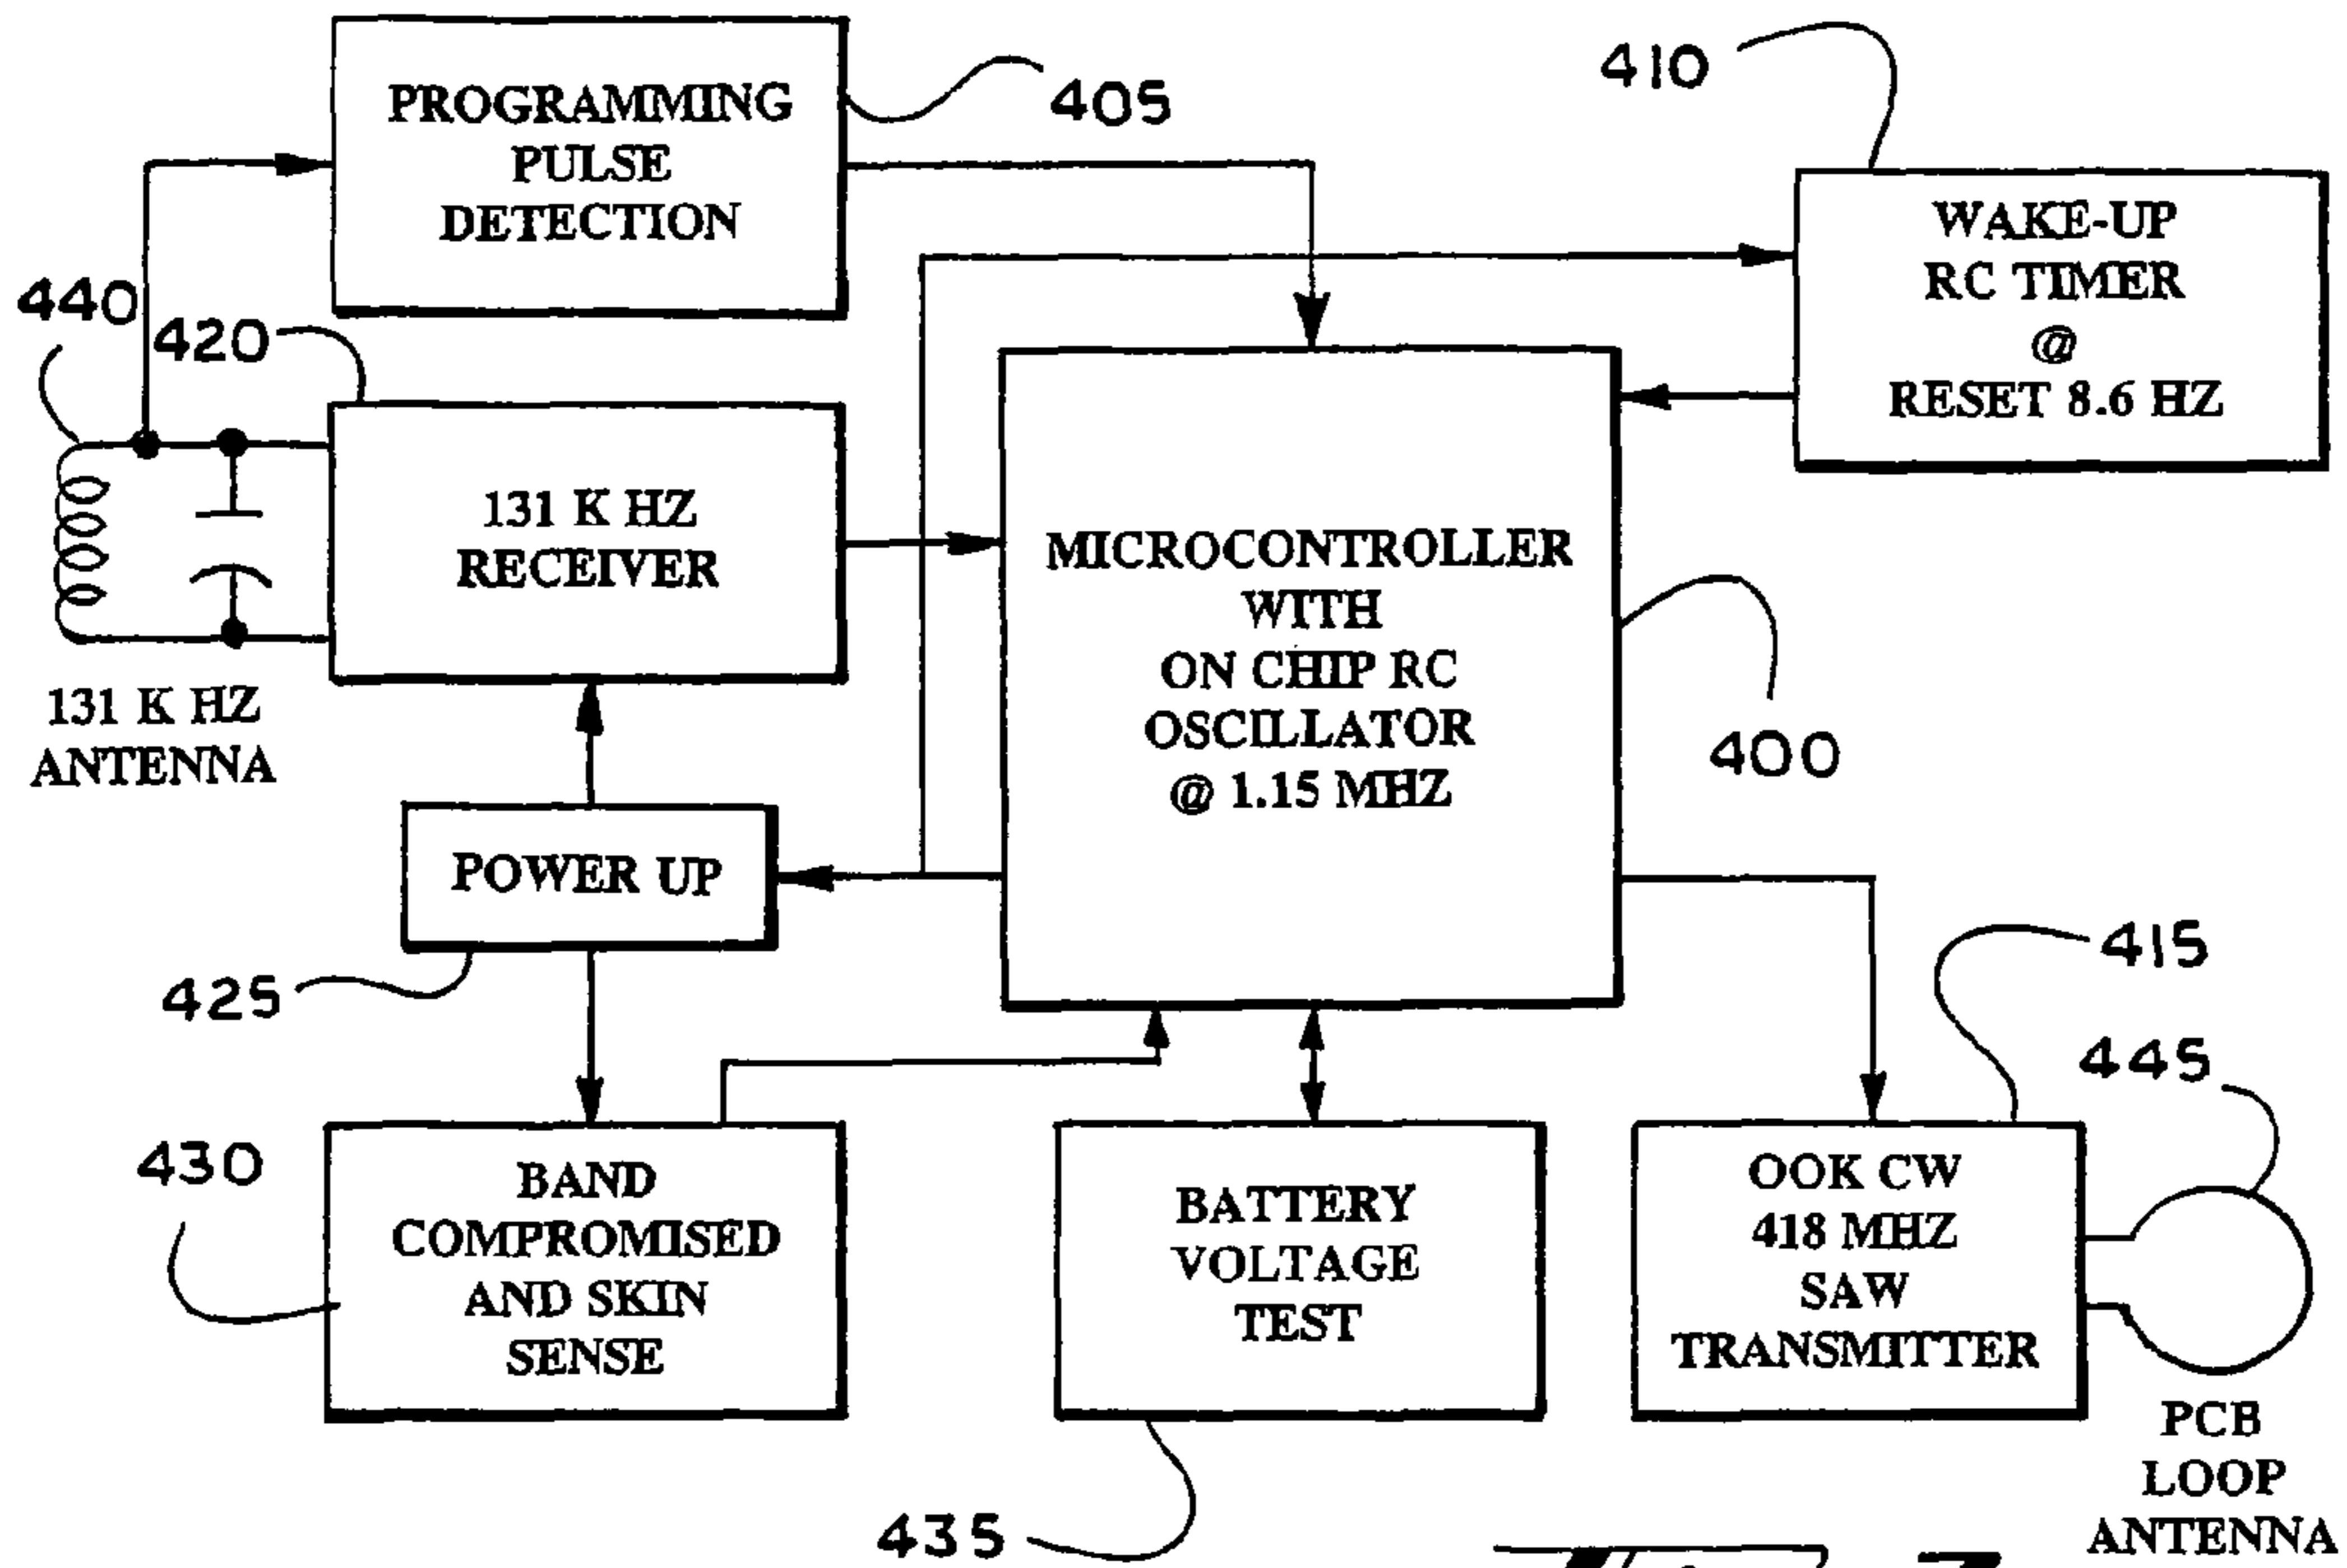 PROGRAMMING
PULSE
DETECTION
405
410
WAKE-UP
RC TIMER
@
RESET 8.6 HZ
440
420
131 K HZ
RECEIVER
131 K HZ
ANTENNA
MICROCONTROLLER
WITH
ON CHIP RC
OSCILLATOR
@ 1.15 MHZ
400
POWER UP
425
430
BAND
COMPROMISED
AND SKIN
SENSE
BATTERY
VOLTAGE
TEST
435
415
OOK CW
418 MHZ
SAW
TRANSMITTER
445
PCB
LOOP
ANTENNA